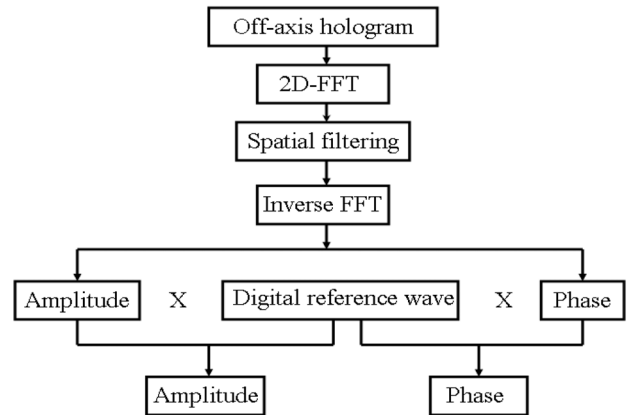 Off-axis hologram
2D-FFT
Spatial filtering
Inverse FFT
Amplitude X Digital reference wave X Phase
Amplitude Phase